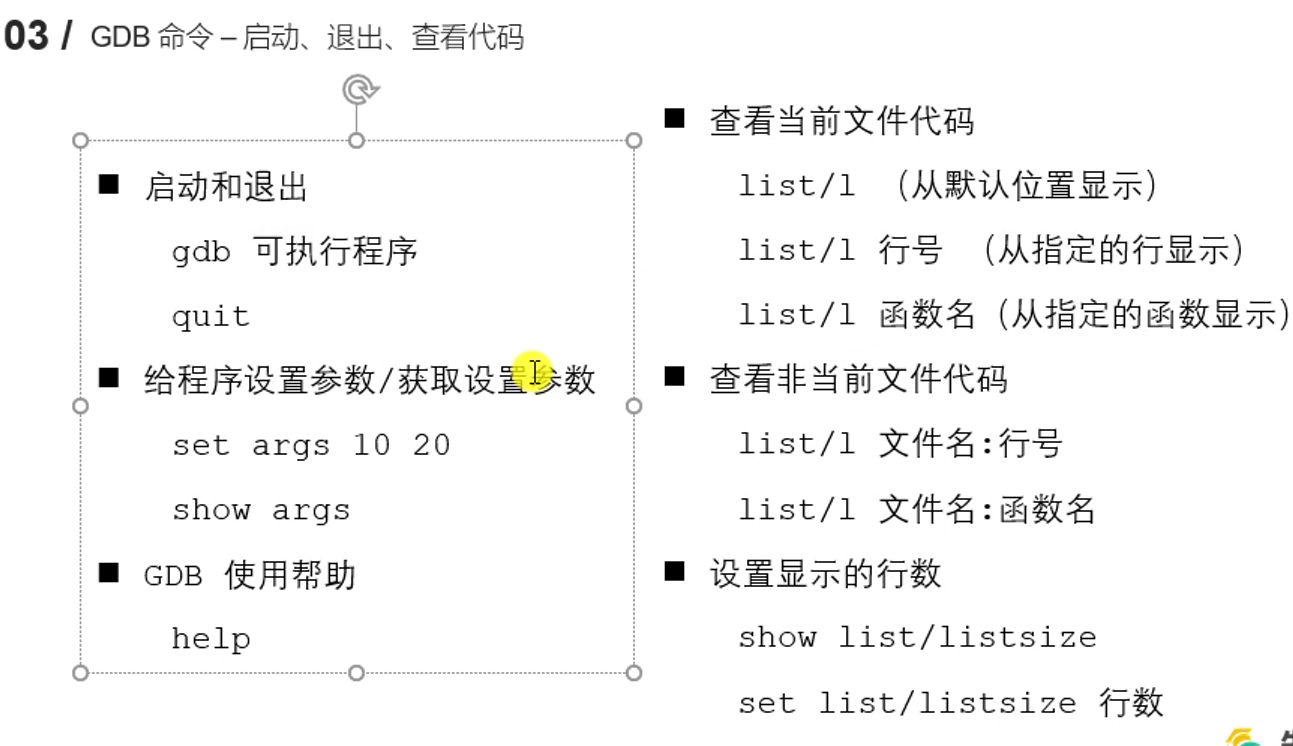 03 / GDB 命令 – 启动、退出、查看代码
■ 启动和退出
gdb 可执行程序
quit
■ 给程序设置参数/获取设置参数
set args 10 20
show args
■ GDB 使用帮助
help
■ 查看当前文件代码
list/l （从默认位置显示）
list/l 行号 （从指定的行显示）
list/l 函数名（从指定的函数显示）
■ 查看非当前文件代码
list/l 文件名:行号
list/l 文件名:函数名
■ 设置显示的行数
show list/listsize
set list/listsize 行数